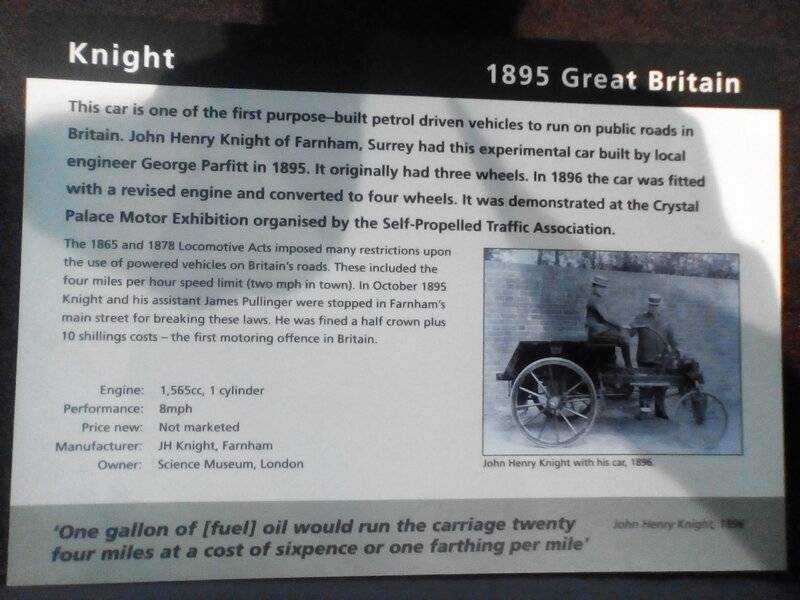 Knight
1895 Great Britain
This car is one of the first purpose–built petrol driven vehicles to run on public roads in
Britain. John Henry Knight of Farnham, Surrey had this experimental car built by local
engineer George Parfitt in 1895. It originally had three wheels. In 1896 the car was fitted
with a revised engine and converted to four wheels. It was demonstrated at the Crystal
Palace Motor Exhibition organised by the Self-Propelled Traffic Association.
The 1865 and 1878 Locomotive Acts imposed many restrictions upon
the use of powered vehicles on Britain's roads. These included the
four miles per hour speed limit (two mph in town). In October 1895
Knight and his assistant James Pullinger were stopped in Farnham's
main street for breaking these laws. He was fined a half crown plus
10 shillings costs – the first motoring offence in Britain.
Engine: 1,565cc, 1 cylinder
Performance: 8mph
Price new: Not marketed
Manufacturer: JH Knight, Farnham
Owner: Science Museum, London
John Henry Knight with his car, 1896.
'One gallon of [fuel] oil would run the carriage twenty
four miles at a cost of sixpence or one farthing per mile'
John Henry Knight, 1896